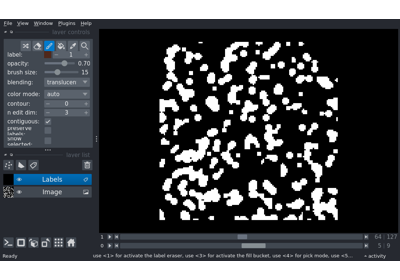 File View Window Plugins Help
layer controls
label: 1
opacity: 0.70
brush size: 15
blending: translucen
color mode: auto
contour: 0
n edit dim: 3
contiguous:
preserve labels:
show selected:
layer list
Labels
Image
0 64 127
1 5 9
Ready use <1> for activate the label eraser, use <3> for activate the fill bucket, use <4> for pick mode, use <5... activity